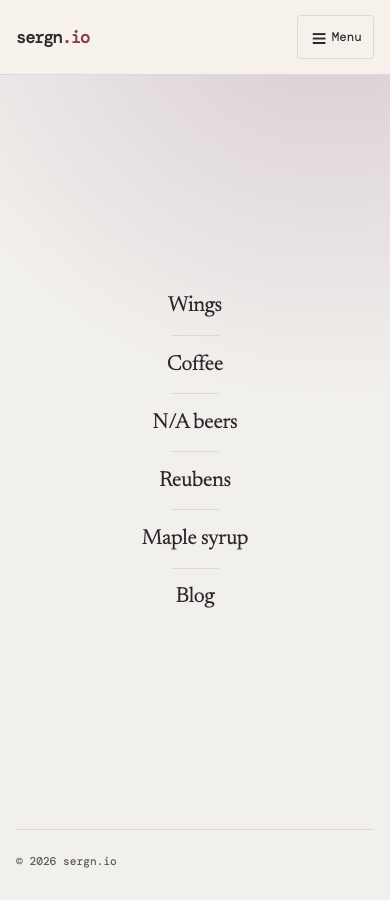 sergn.io
Menu
Wings
Coffee
N/A beers
Reubens
Maple syrup
Blog
© 2026 sergn.io